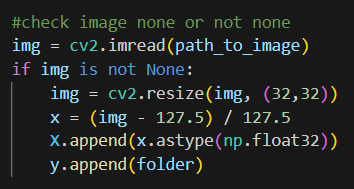 #check image none or not none
img = cv2.imread(path_to_image)
if img is not None:
    img = cv2.resize(img, (32,32))
    x = (img - 127.5) / 127.5
    X.append(x.astype(np.float32))
    y.append(folder)